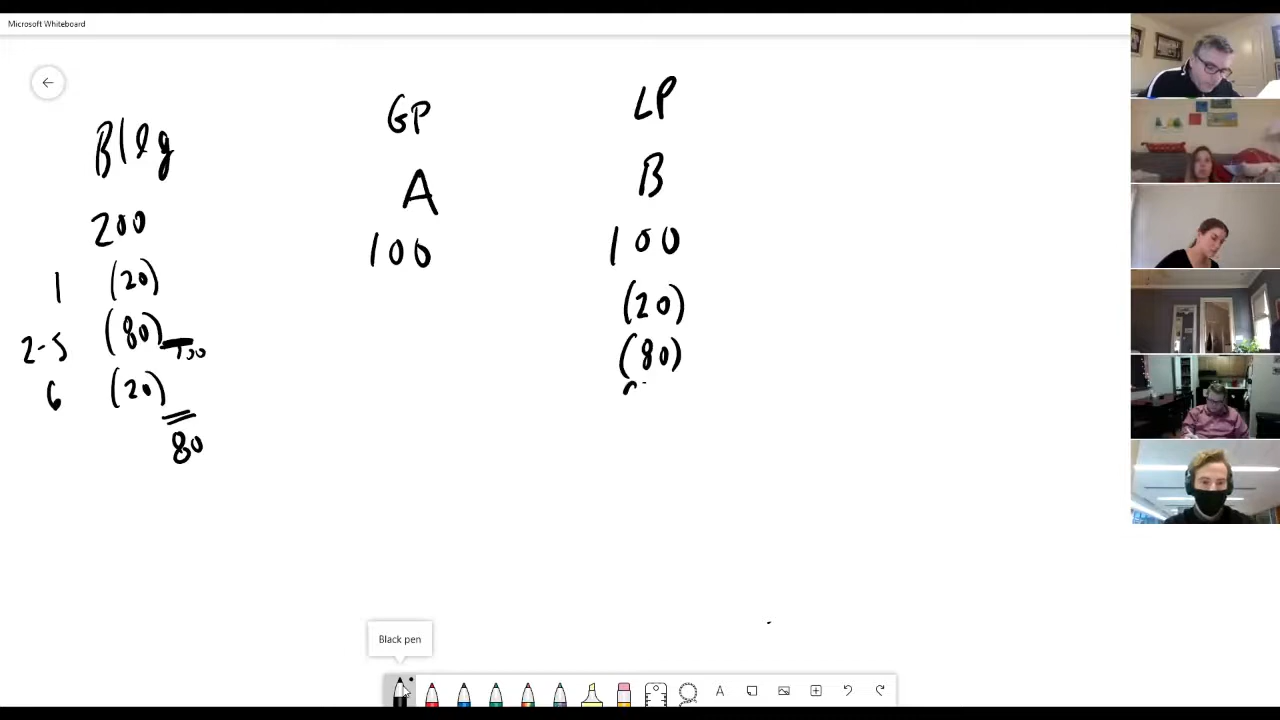 Microsoft Whiteboard
GP LP
Bldg
A B
200 100 100
1 (20) (20)
2-5 (80) 100 (80)
6 (20)
80
Black pen
A